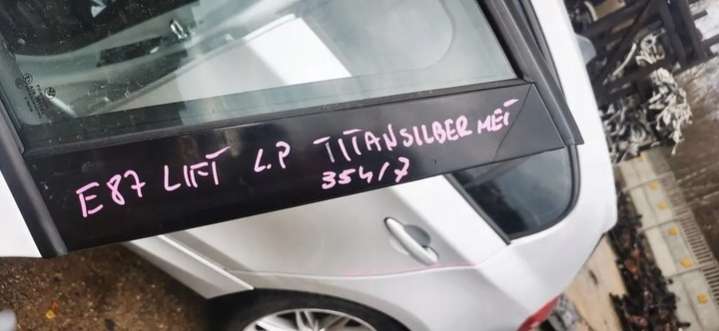 E87 LIFT L.P TITANSILBER MET
354/7